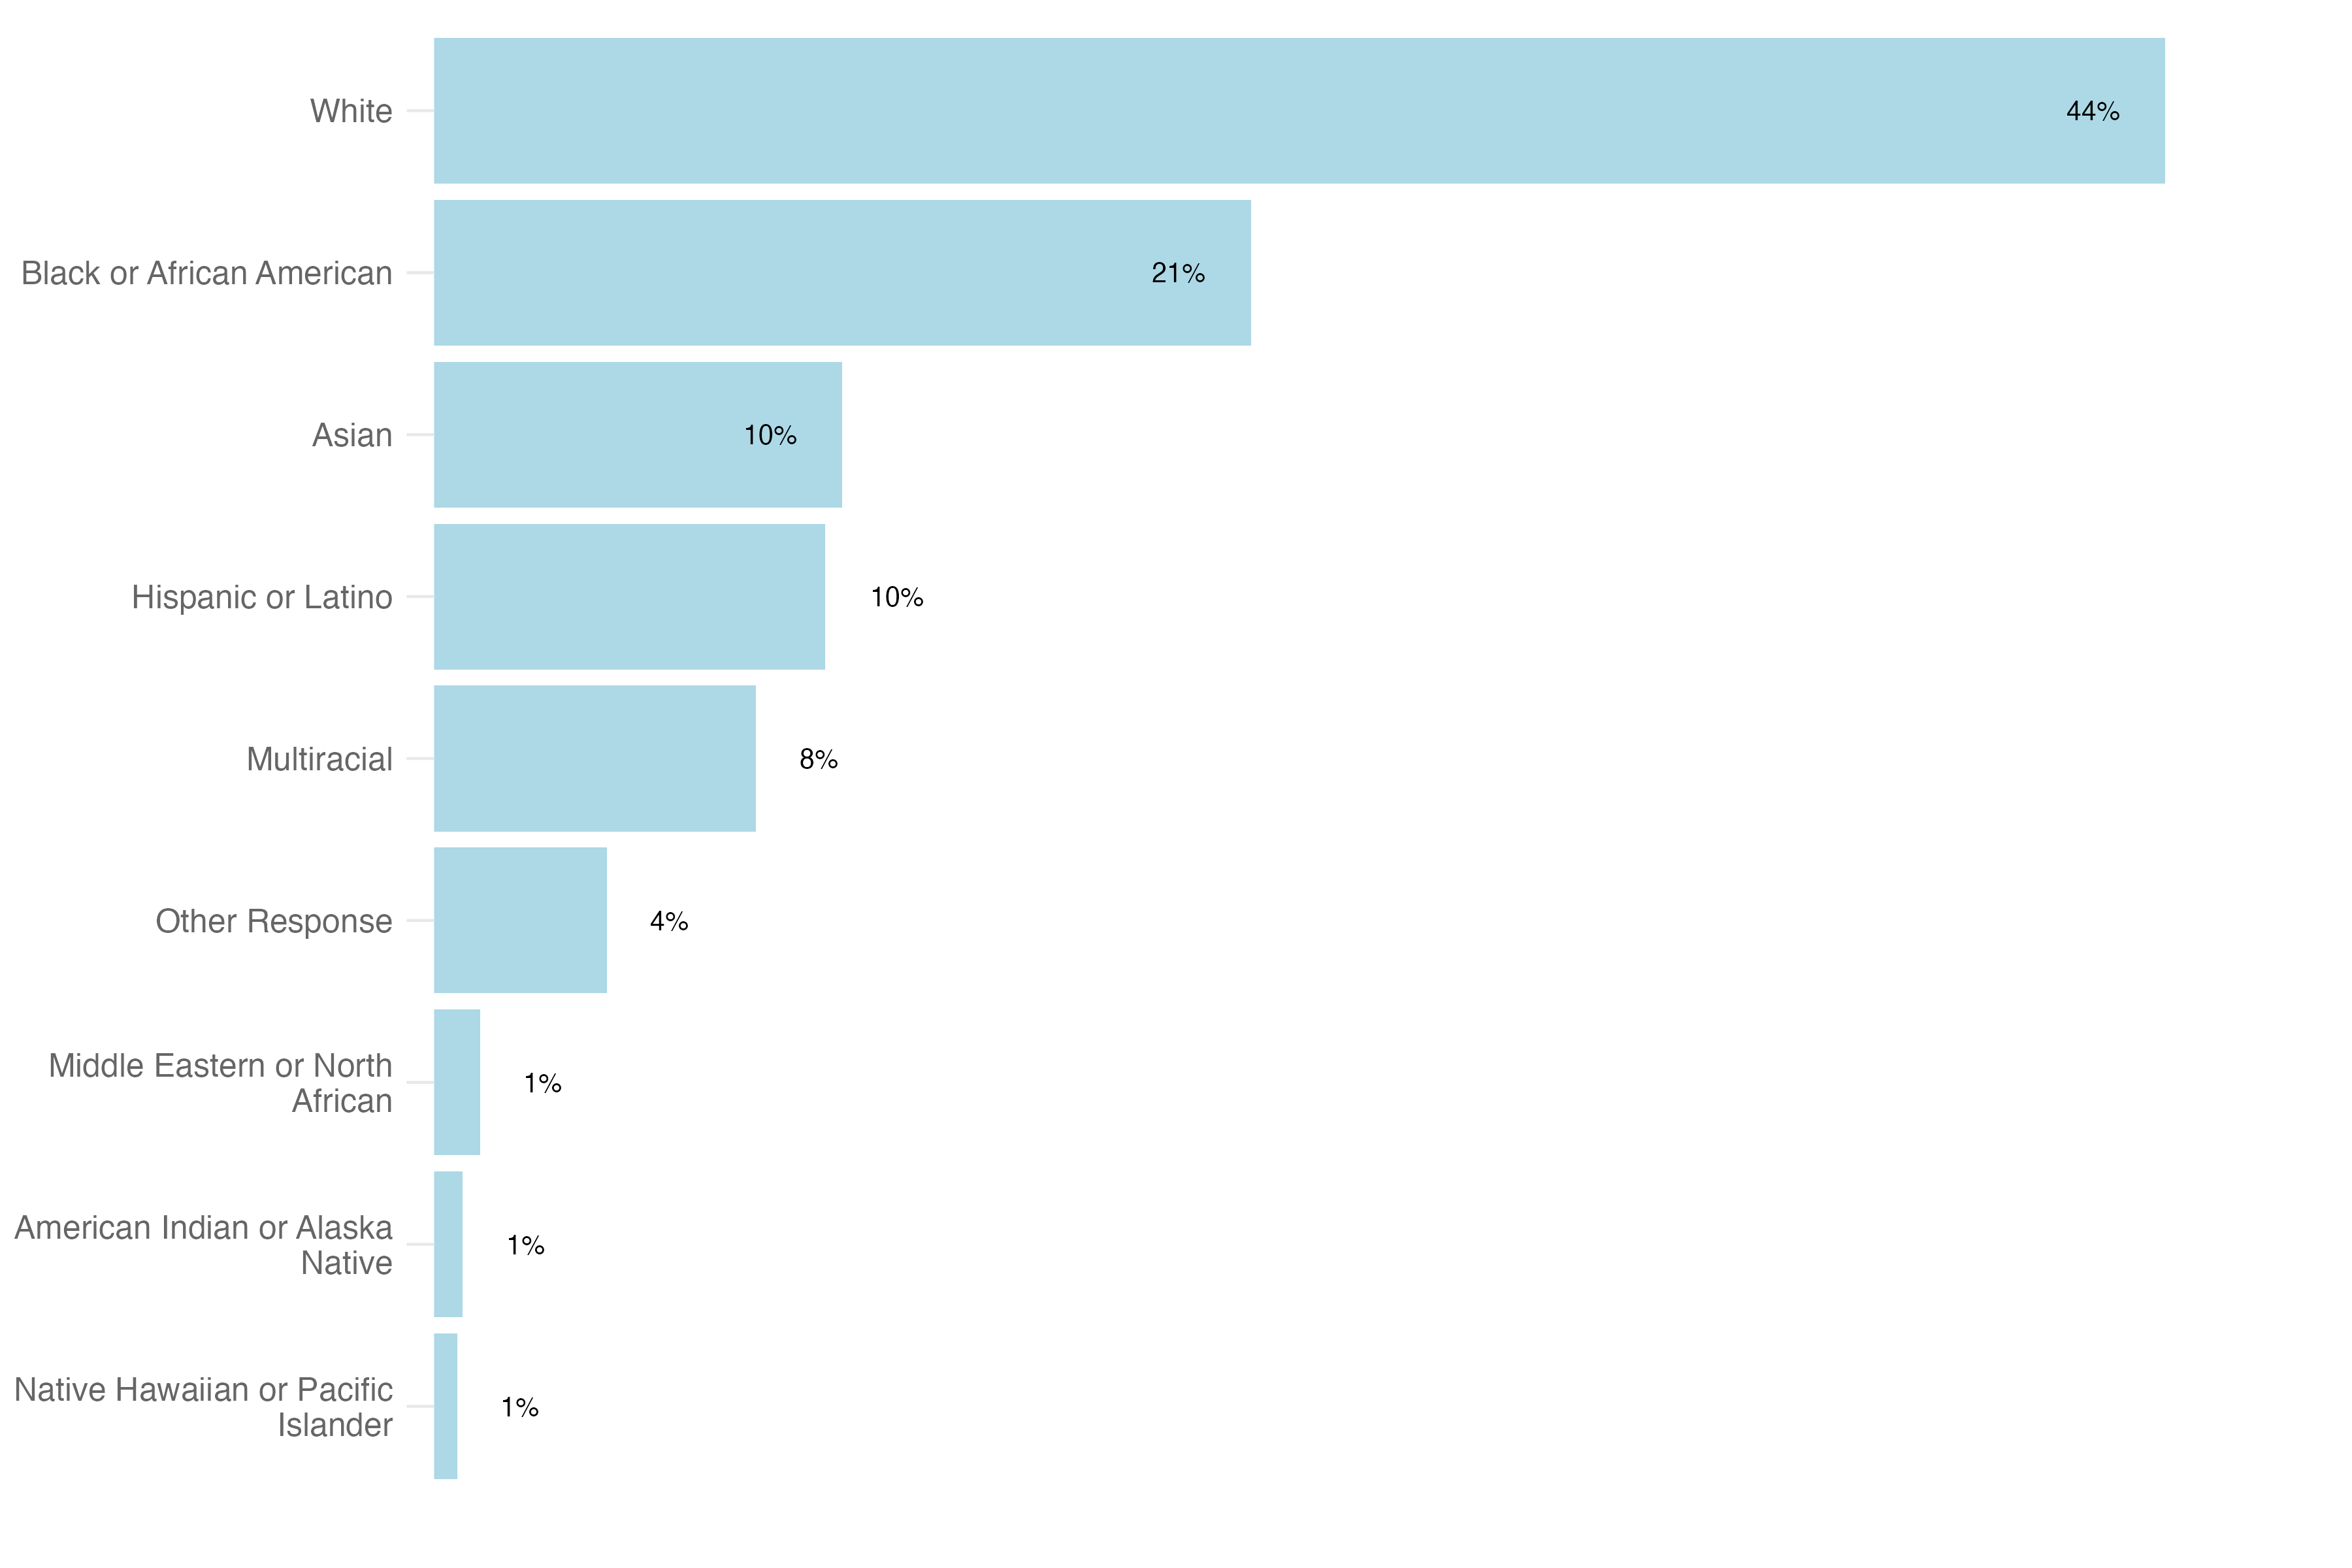 White
44%
Black or African American
21%
Asian
10%
Hispanic or Latino
10%
Multiracial
8%
Other Response
4%
Middle Eastern or North
African
1%
American Indian or Alaska
Native
1%
Native Hawaiian or Pacific
Islander
1%